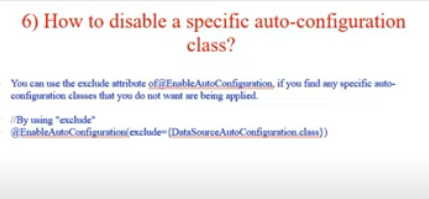 6) How to disable a specific auto-configuration
class?
You can use the exclude attribute of@EnableAutoConfiguration, if you find any specific auto-
configuration classes that you do not want are being applied.
//By using "exclude"
@EnableAutoConfiguration(exclude={DataSourceAutoConfiguration.class})